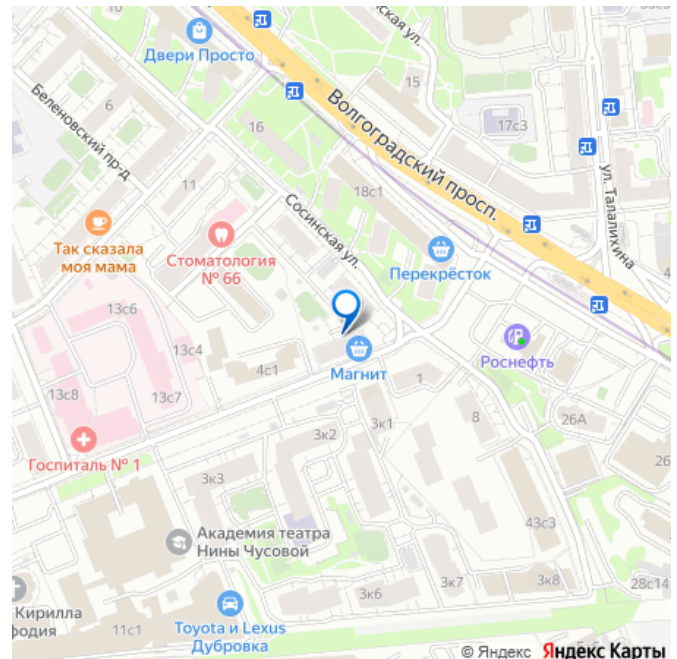 Двери Просто
Беленовский пр-д
6
16
11
15
17с3
18с1
Волгоградский просп.
ул. Талалихина
Сосинская ул.
Так сказала
моя мама
Стоматология
№ 66
Перекрёсток
13с6
13с4
13с7
13с8
4с1
Магнит
Роснефть
1
8
26А
26
3к1
3к2
3к3
Госпиталь № 1
Академия театра
Нины Чусовой
43с3
3к6
3к7
3к8
28с14
Кирилла
фодия
11с1
Toyota и Lexus
Дубровка
© Яндекс Яндекс Карты